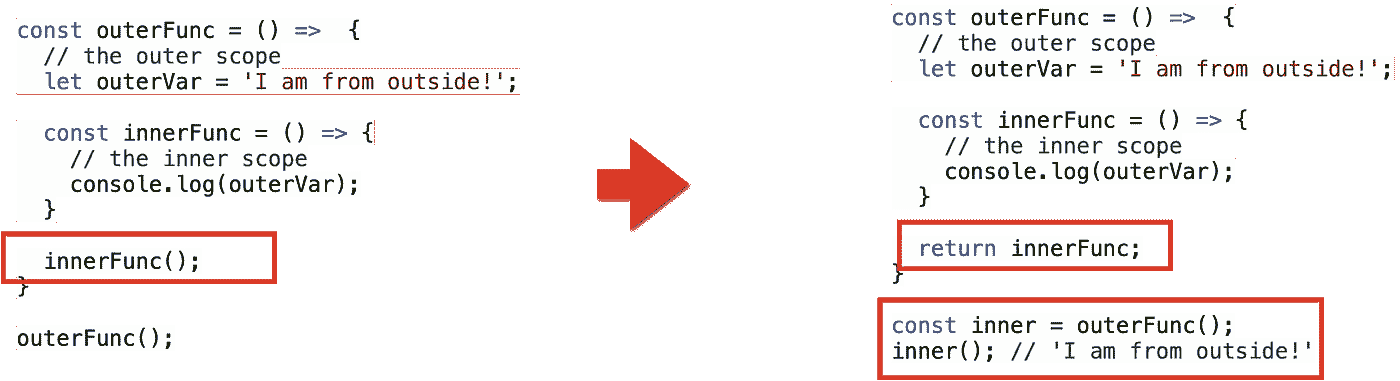 const outerFunc = () => {
// the outer scope
let outerVar = 'I am from outside!';
const innerFunc = () => {
// the inner scope
console.log(outerVar);
}
innerFunc();
}
outerFunc();
const outerFunc = () => {
// the outer scope
let outerVar = 'I am from outside!';
const innerFunc = () => {
// the inner scope
console.log(outerVar);
}
return innerFunc;
}
const inner = outerFunc();
inner(); // 'I am from outside!'